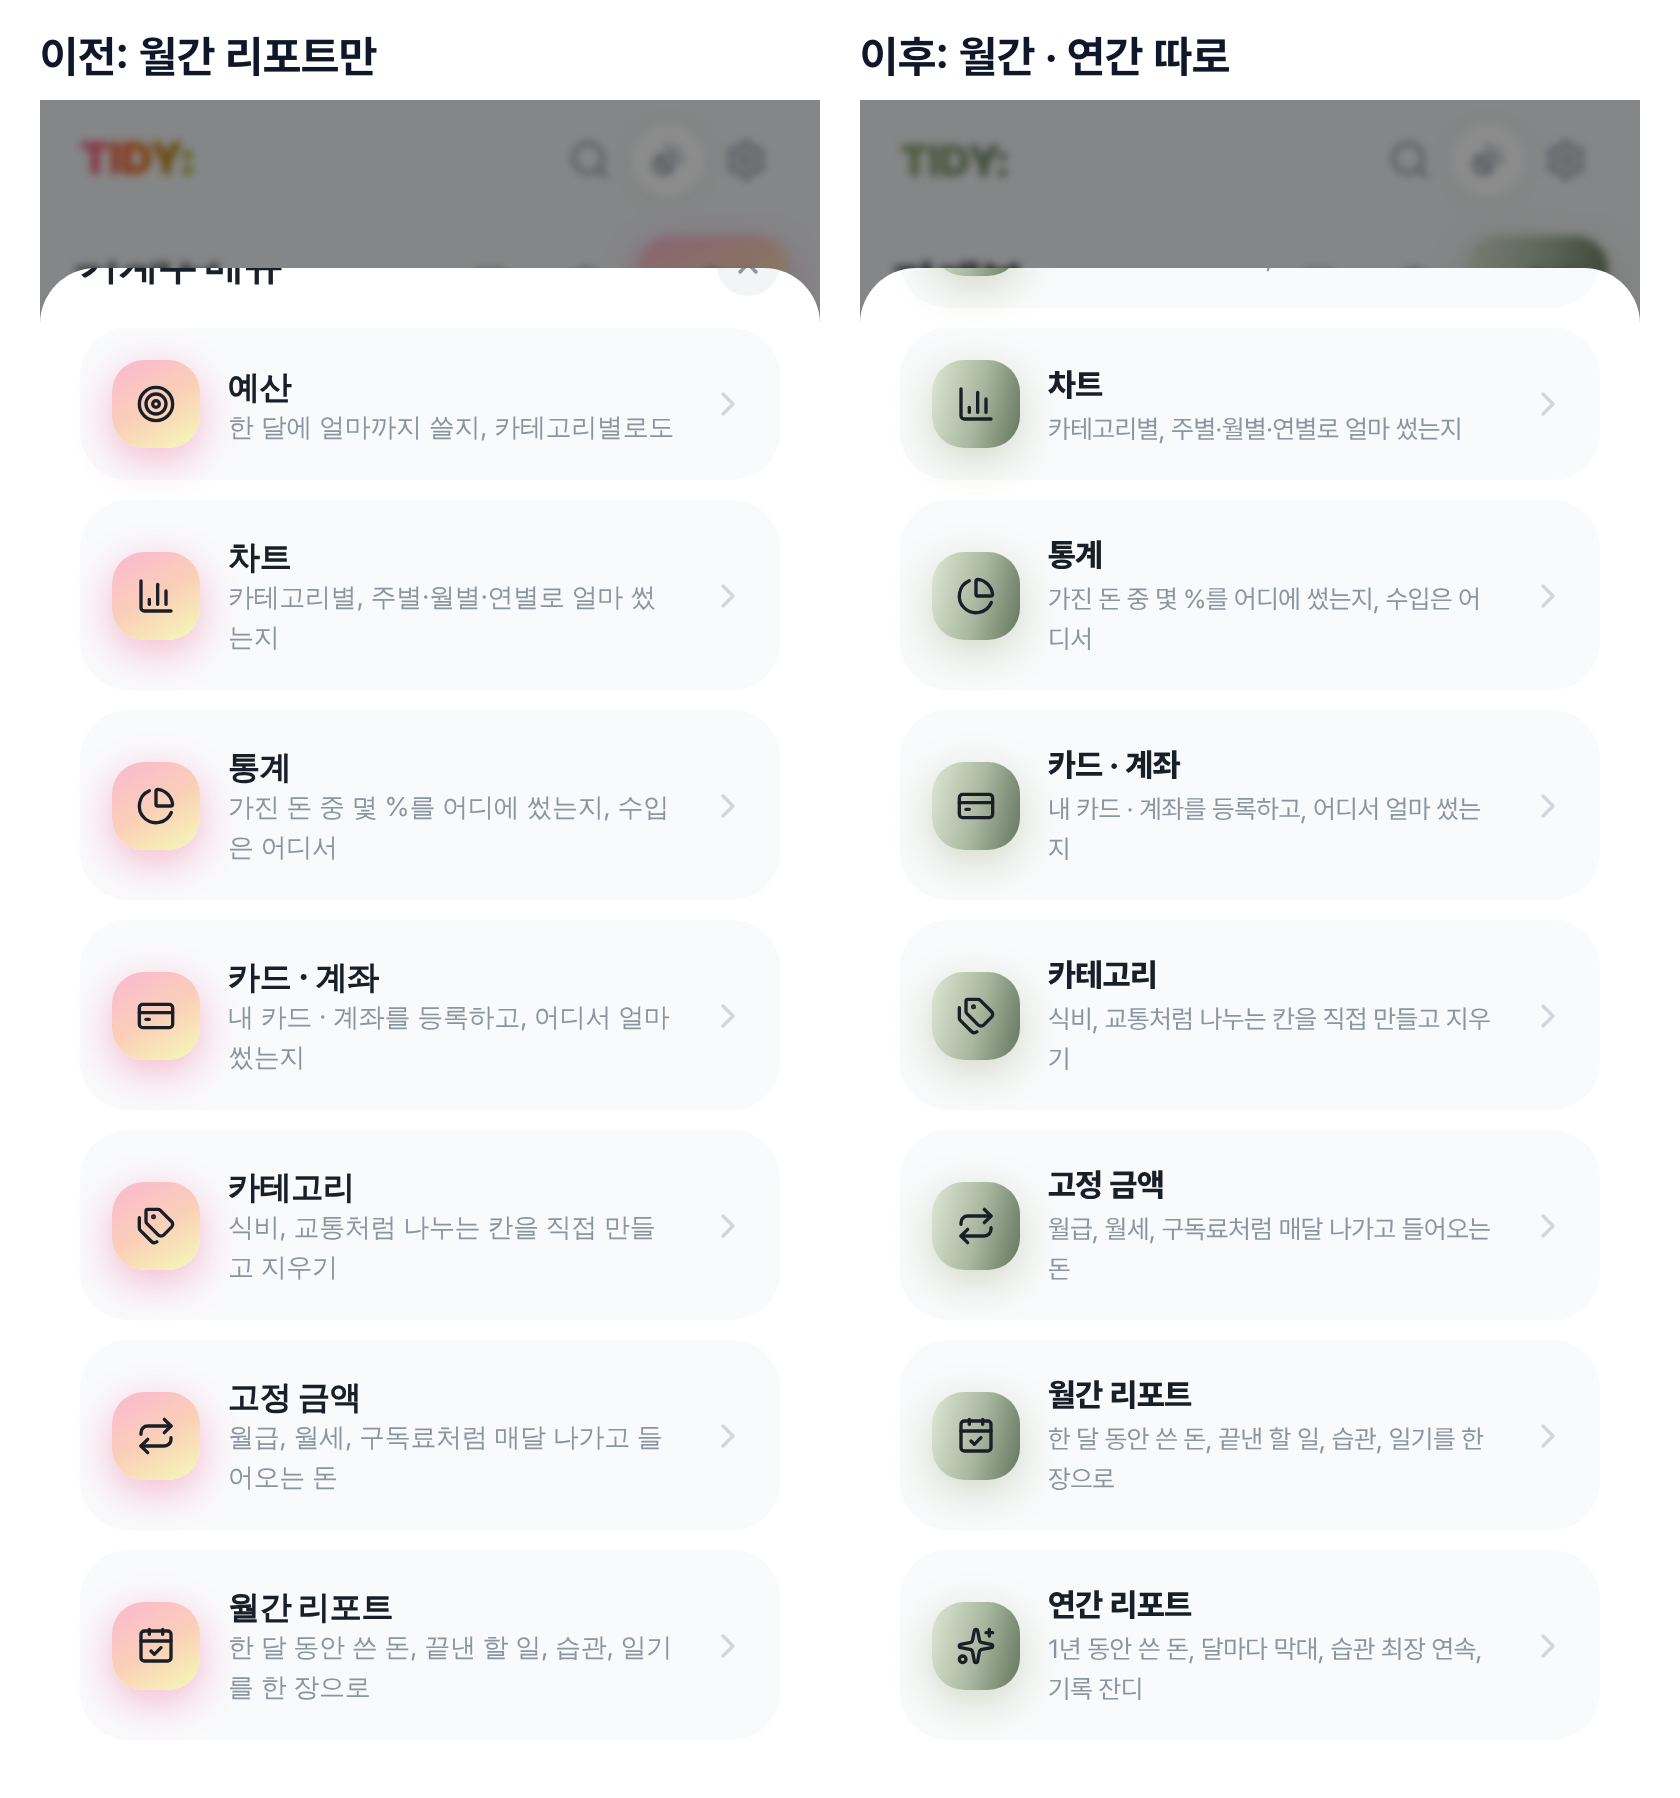 이전: 월간 리포트만
TIDY:
예산
한 달에 얼마까지 쓸지, 카테고리별로도
차트
카테고리별, 주별·월별·연별로 얼마 썼
는지
통계
가진 돈 중 몇 %를 어디에 썼는지, 수입
은 어디서
카드 · 계좌
내 카드 · 계좌를 등록하고, 어디서 얼마
썼는지
카테고리
식비, 교통처럼 나누는 칸을 직접 만들
고 지우기
고정 금액
월급, 월세, 구독료처럼 매달 나가고 들
어오는 돈
월간 리포트
한 달 동안 쓴 돈, 끝낸 할 일, 습관, 일기
를 한 장으로
이후: 월간 · 연간 따로
TIDY:
차트
카테고리별, 주별·월별·연별로 얼마 썼는지
통계
가진 돈 중 몇 %를 어디에 썼는지, 수입은 어
디서
카드 · 계좌
내 카드 · 계좌를 등록하고, 어디서 얼마 썼는
지
카테고리
식비, 교통처럼 나누는 칸을 직접 만들고 지우
기
고정 금액
월급, 월세, 구독료처럼 매달 나가고 들어오는
돈
월간 리포트
한 달 동안 쓴 돈, 끝낸 할 일, 습관, 일기를 한
장으로
연간 리포트
1년 동안 쓴 돈, 달마다 막대, 습관 최장 연속,
기록 잔디